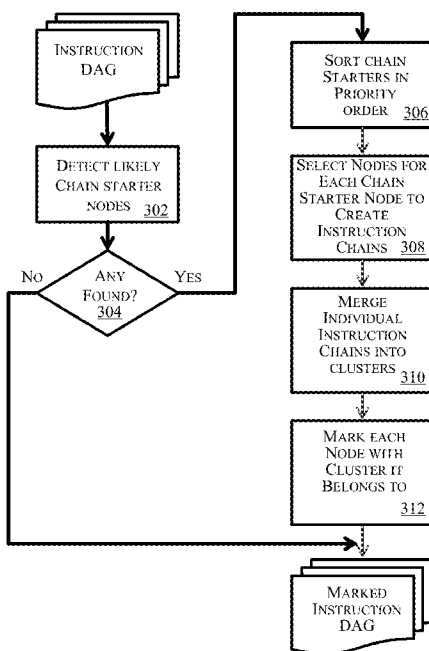 INSTRUCTION
DAG
DETECT LIKELY
CHAIN STARTER
NODES 302
NO
ANY
FOUND?
304
YES
SORT CHAIN
STARTERS IN
PRIORITY
ORDER 306
SELECT NODES FOR
EACH CHAIN
STARTER NODE TO
CREATE
INSTRUCTION
CHAINS 308
MERGE
INDIVIDUAL
INSTRUCTION
CHAINS INTO
CLUSTERS 310
MARK EACH
NODE WITH
CLUSTER IT
BELONGS TO
312
MARKED
INSTRUCTION
DAG